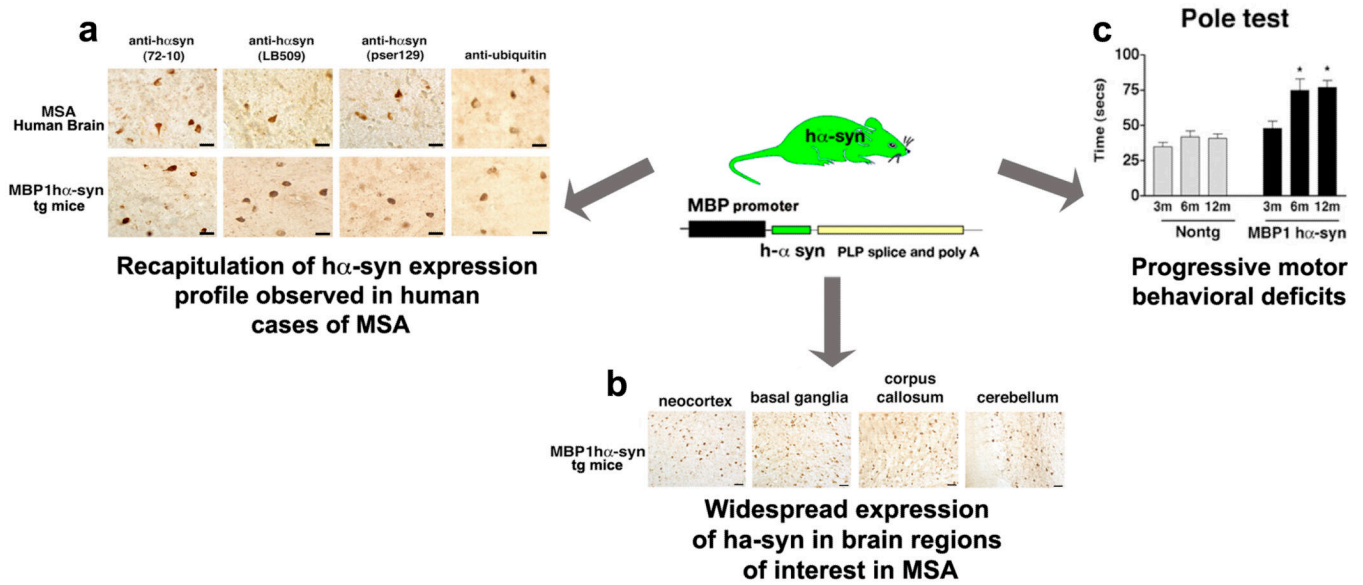 a
anti-hαsyn
(72-10)
anti-hαsyn
(LB509)
anti-hαsyn
(pser129)
anti-ubiquitin
MSA
Human Brain
MBP1hα-syn
tg mice
Recapitulation of hα-syn expression
profile observed in human
cases of MSA
hα-syn
MBP promoter
h-α syn
PLP splice and poly A
c
Pole test
Time (secs)
100
75
50
25
0
* *
3m 6m 12m 3m 6m 12m
Nontg MBP1 hα-syn
Progressive motor
behavioral deficits
b
neocortex
basal ganglia
corpus
callosum
cerebellum
MBP1hα-syn
tg mice
Widespread expression
of ha-syn in brain regions
of interest in MSA